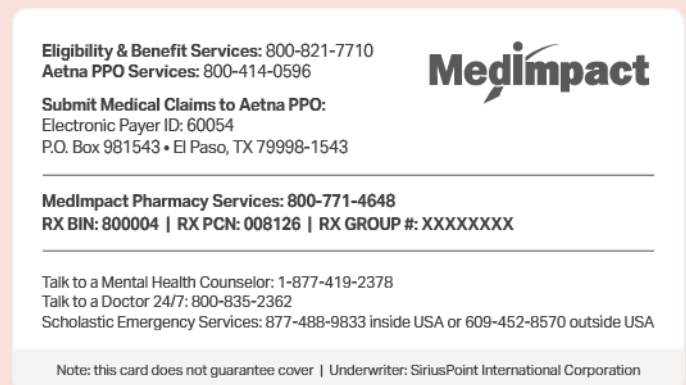 Eligibility & Benefit Services: 800-821-7710
Aetna PPO Services: 800-414-0596
MedImpact
Submit Medical Claims to Aetna PPO:
Electronic Payer ID: 60054
P.O. Box 981543 • El Paso, TX 79998-1543
MedImpact Pharmacy Services: 800-771-4648
RX BIN: 800004 | RX PCN: 008126 | RX GROUP #: XXXXXXXX
Talk to a Mental Health Counselor: 1-877-419-2378
Talk to a Doctor 24/7: 800-835-2362
Scholastic Emergency Services: 877-488-9833 inside USA or 609-452-8570 outside USA
Note: this card does not guarantee cover | Underwriter: SiriusPoint International Corporation